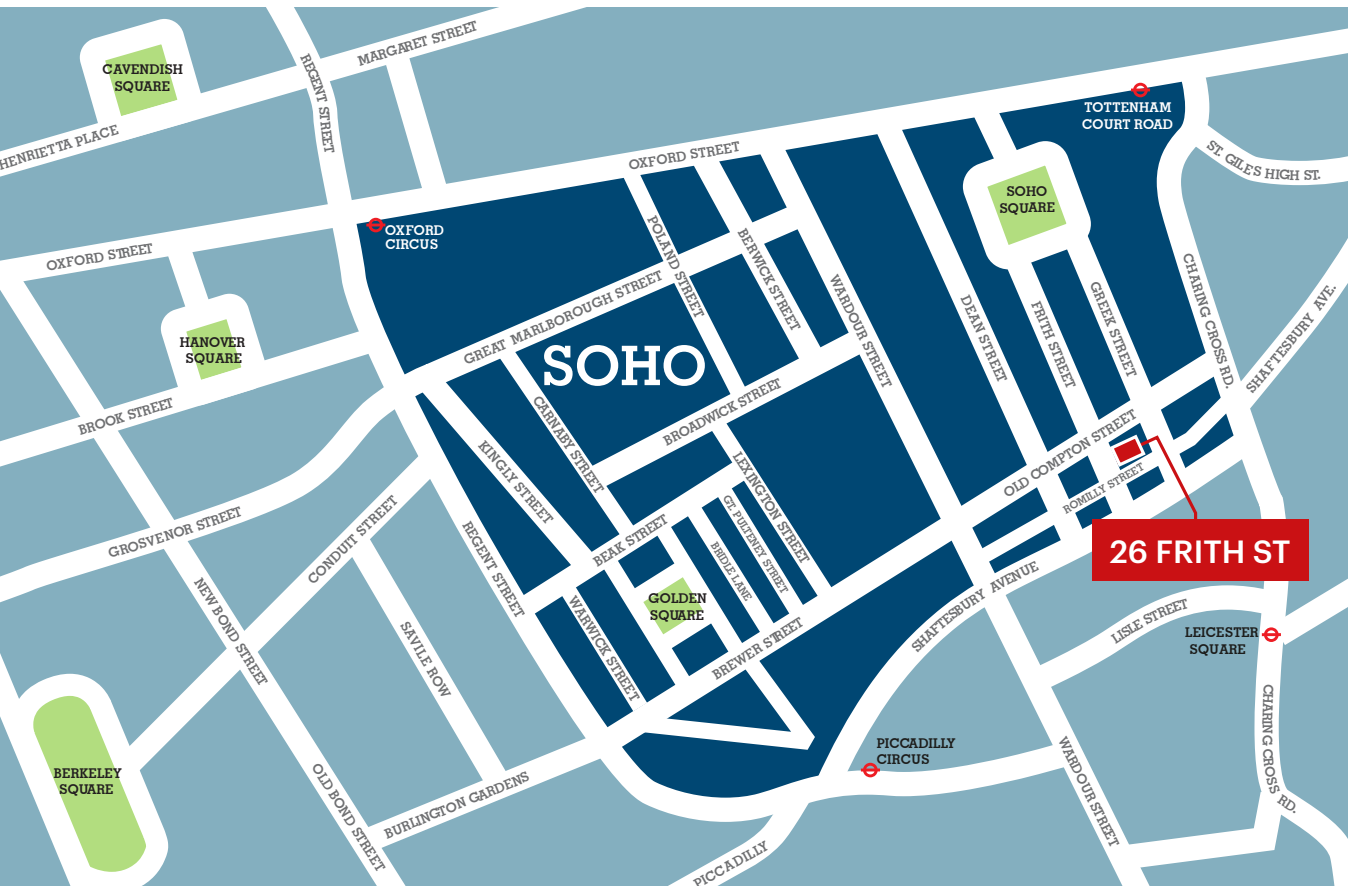 MARGARET STREET
CAVENDISH
SQUARE
REGENT STREET
HENRIETTA PLACE
TOTTENHAM
COURT ROAD
OXFORD STREET
ST. GILES HIGH ST.
SOHO
SQUARE
OXFORD
CIRCUS
OXFORD STREET
POLAND STREET
BERWICK STREET
GREAT MARLBOROUGH STREET
WARDOUR STREET
DEAN STREET
FRITH STREET
GREEK STREET
CHARING CROSS RD.
SHAFTESBURY AVE.
HANOVER
SQUARE
SOHO
BROOK STREET
CARNABY STREET
BROADWICK STREET
KINGLY STREET
LEXINGTON STREET
OLD COMPTON STREET
ROMILLY STREET
GROSVENOR STREET
CONDUIT STREET
REGENT STREET
BEAK STREET
GT. PULTENEY STREET
BRIDLE LANE
26 FRITH ST
NEW BOND STREET
WARWICK STREET
GOLDEN
SQUARE
BREWER STREET
SHAFTESBURY AVENUE
LISLE STREET
LEICESTER
SQUARE
SAVILE ROW
CHARING CROSS RD.
PICCADILLY
CIRCUS
WARDOUR STREET
BERKELEY
SQUARE
OLD BOND STREET
BURLINGTON GARDENS
PICCADILLY